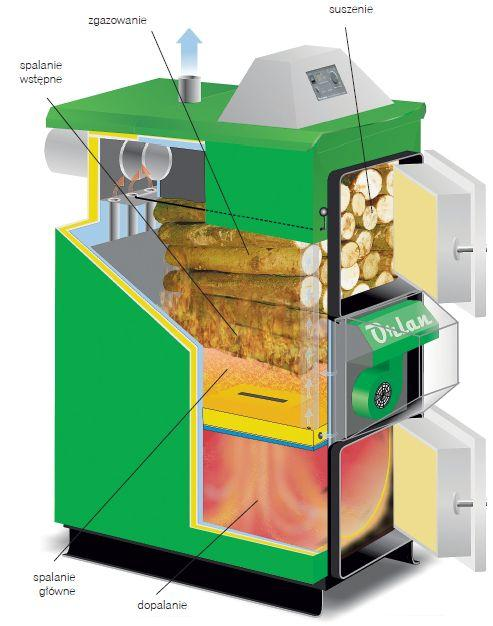 suszenie
zgazowanie
spalanie
wstępne
Orlan
spalanie
główne
dopalanie